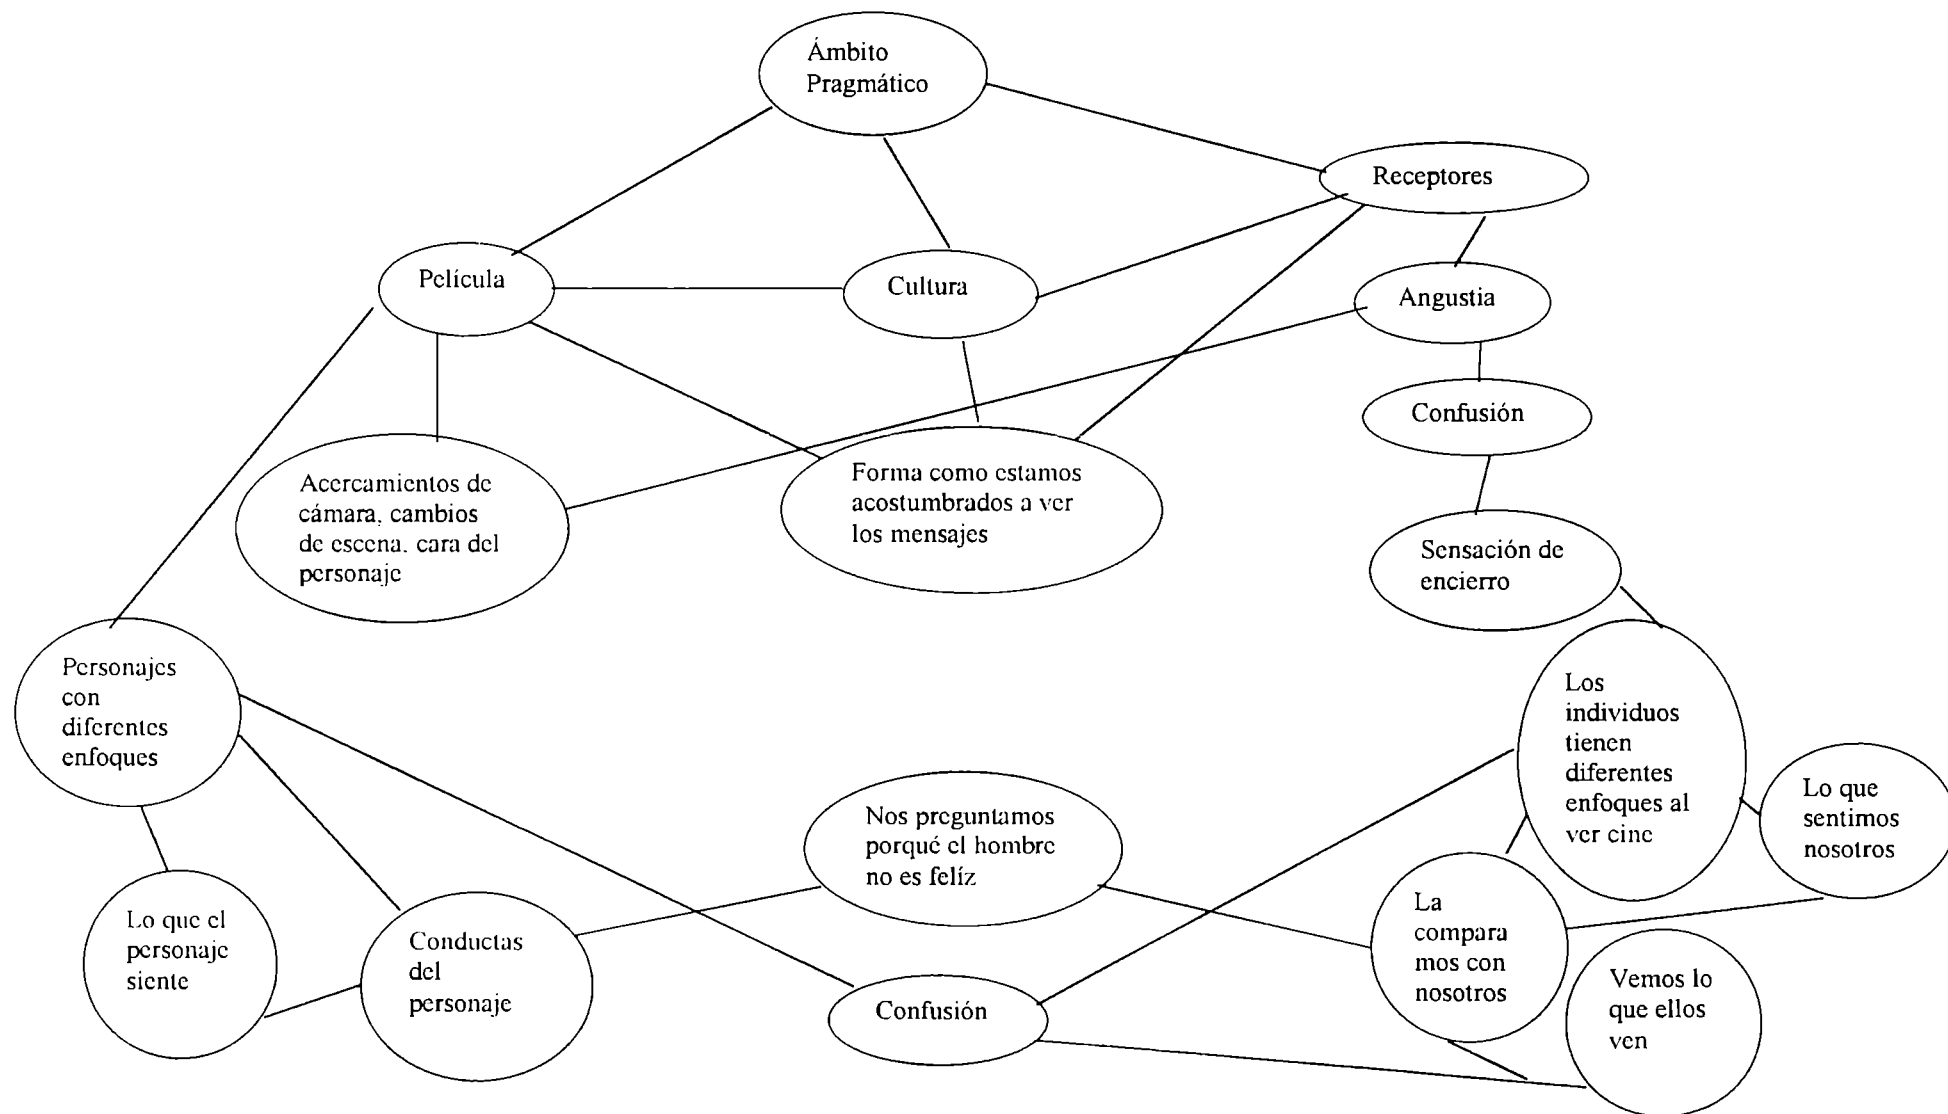 Ámbito
Pragmático
Receptores
Película
Cultura
Angustia
Confusión
Acercamientos de
cámara, cambios
de escena, cara del
personaje
Forma como estamos
acostumbrados a ver
los mensajes
Sensación de
encierro
Personajes
con
diferentes
enfoques
Los
individuos
tienen
diferentes
enfoques al
ver cine
Lo que
sentimos
nosotros
Nos preguntamos
porqué el hombre
no es felíz
Lo que el
personaje
siente
Conductas
del
personaje
La
compara
mos con
nosotros
Confusión
Vemos lo
que ellos
ven